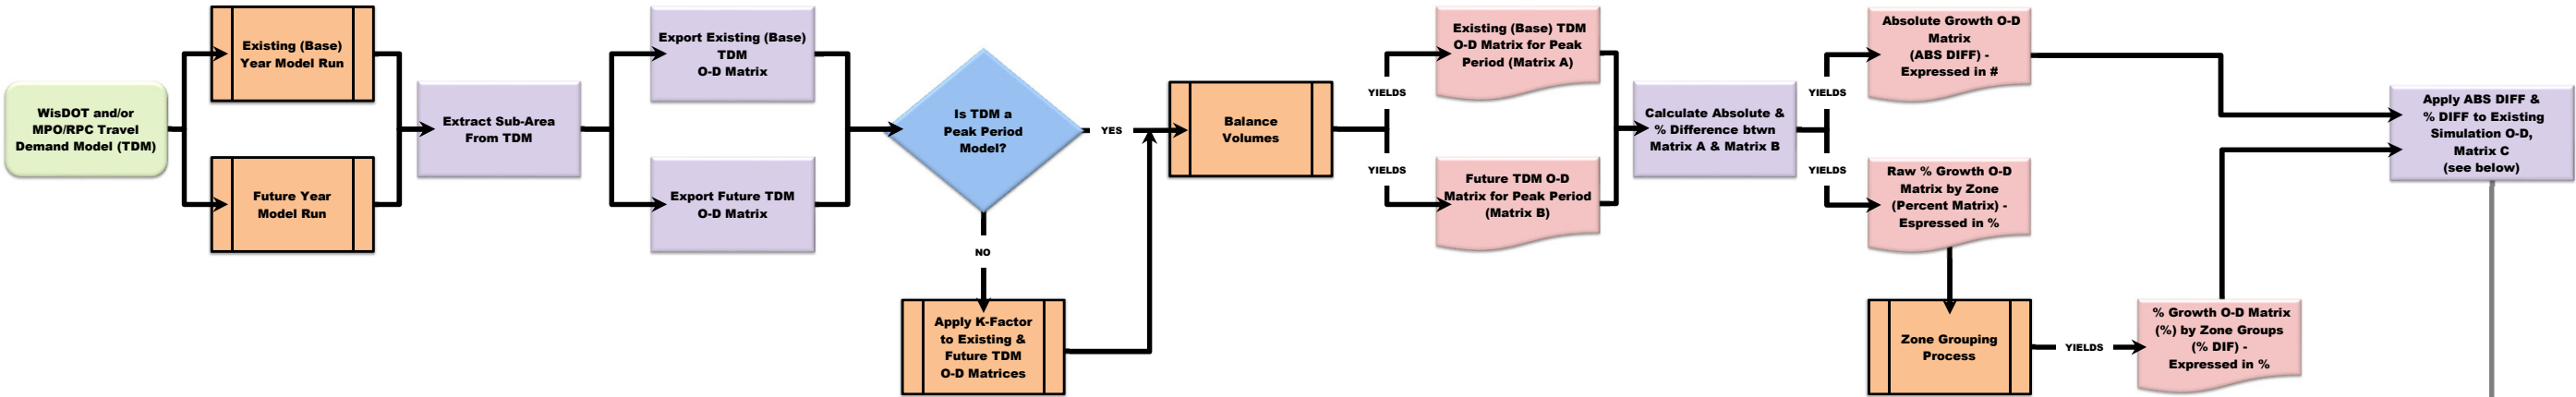 WisDOT and/or
MPO/RPC Travel
Demand Model (TDM)
Existing (Base)
Year Model Run
Future Year
Model Run
Extract Sub-Area
From TDM
Export Existing (Base)
TDM
O-D Matrix
Export Future TDM
O-D Matrix
Is TDM a
Peak Period
Model?
YES
NO
Apply K-Factor
to Existing &
Future TDM
O-D Matrices
Balance
Volumes
YIELDS
YIELDS
Existing (Base) TDM
O-D Matrix for Peak
Period (Matrix A)
Future TDM O-D
Matrix for Peak Period
(Matrix B)
Calculate Absolute &
% Difference btwn
Matrix A & Matrix B
YIELDS
YIELDS
Absolute Growth O-D
Matrix
(ABS DIFF) -
Expressed in #
Raw % Growth O-D
Matrix by Zone
(Percent Matrix) -
Espressed in %
Zone Grouping
Process
YIELDS
% Growth O-D Matrix
(%) by Zone Groups
(% DIF) -
Expressed in %
Apply ABS DIFF &
% DIFF to Existing
Simulation O-D,
Matrix C
(see below)